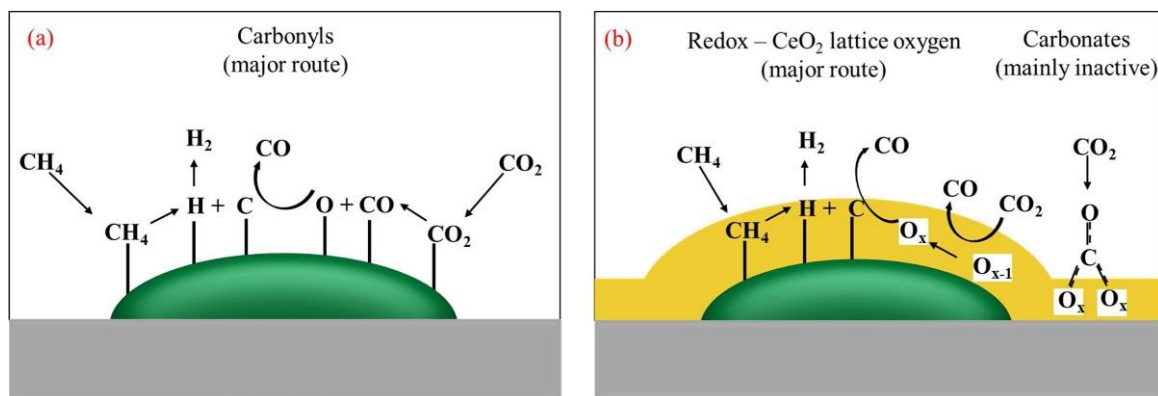 (a)
Carbonyls
(major route)
H₂
CO
CH₄
CO₂
H + C
O + CO
CH₄
CO₂
(b)
Redox – CeO₂ lattice oxygen
(major route)
Carbonates
(mainly inactive)
CH₄
H₂
CO
CO₂
CO
CO₂
H + C
O
CH₄
Oₓ
Oₓ₋₁
C
Oₓ
Oₓ